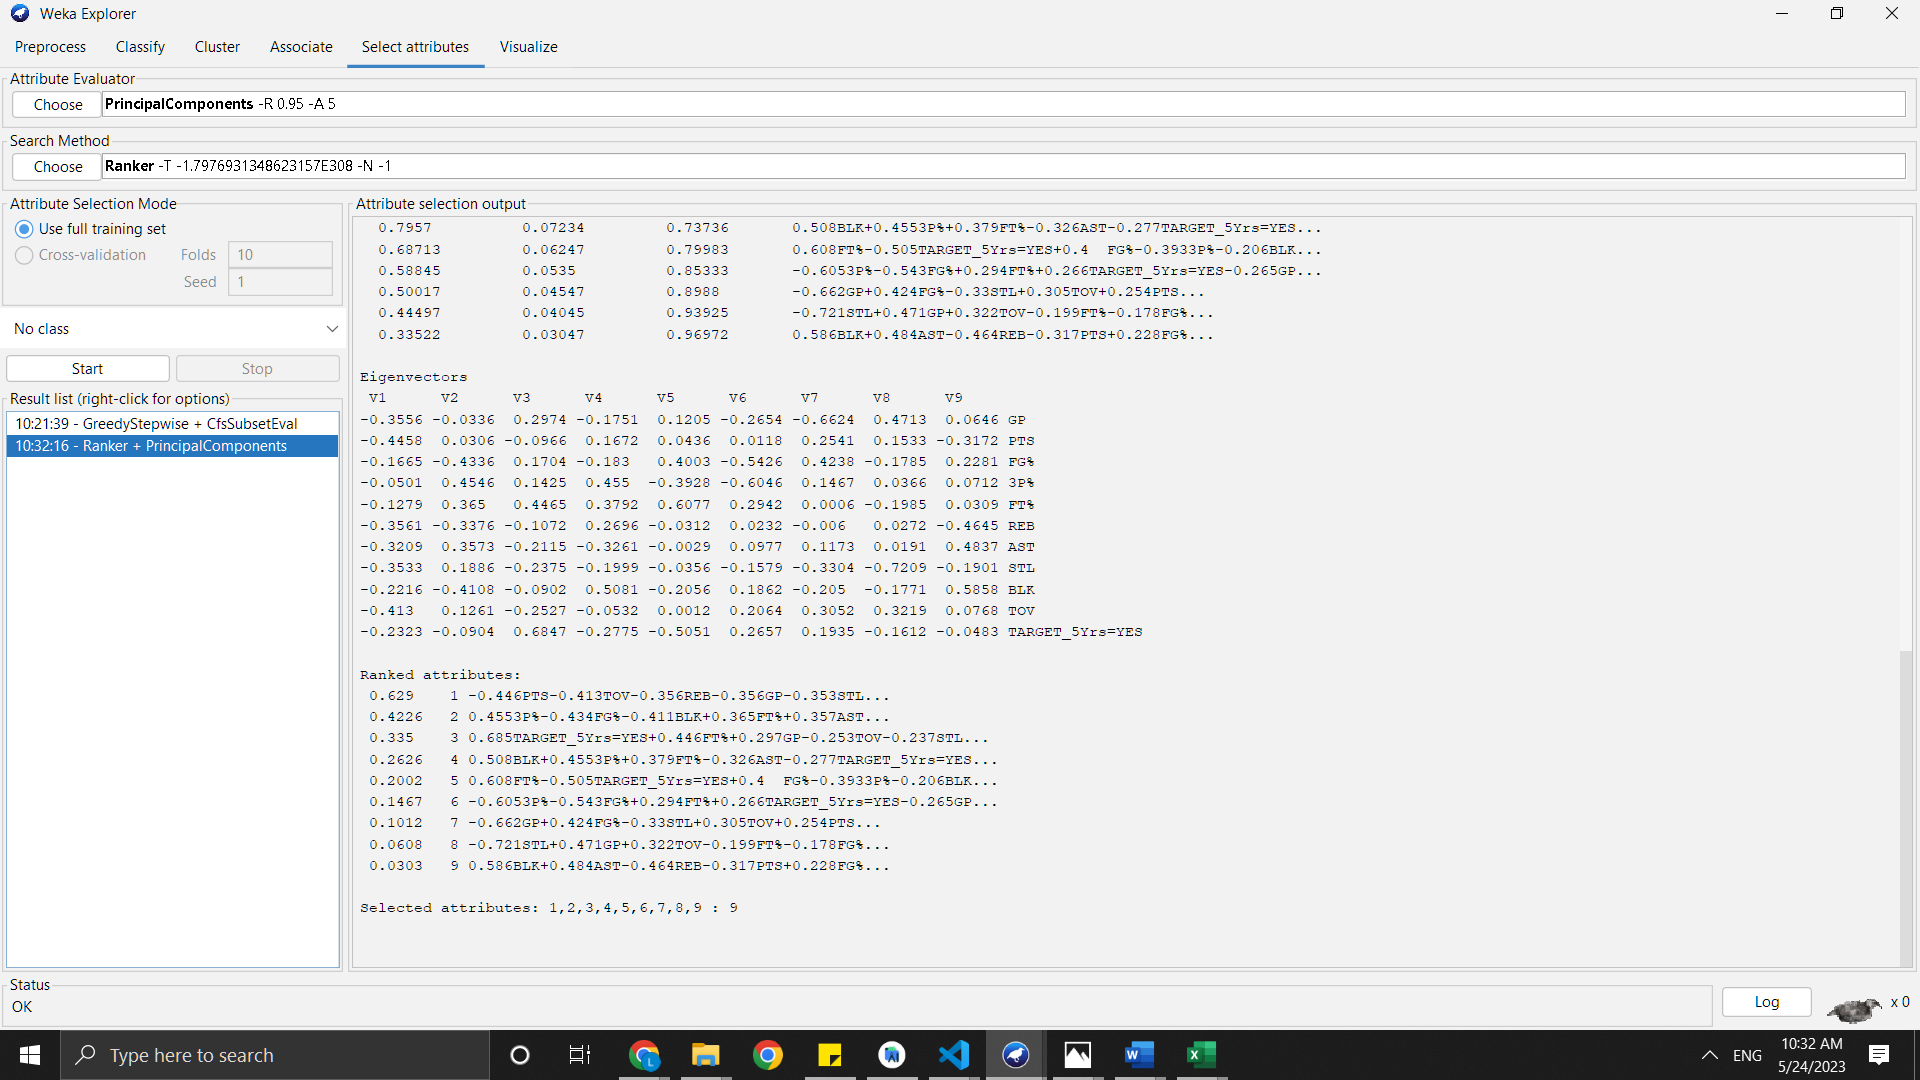 Weka Explorer
Preprocess Classify Cluster Associate Select attributes Visualize
Attribute Evaluator
Choose PrincipalComponents -R 0.95 -A 5
Search Method
Choose Ranker -T -1.7976931348623157E308 -N -1
Attribute Selection Mode
Use full training set
Cross-validation Folds 10
Seed 1
No class
Start Stop
Result list (right-click for options)
10:21:39 - GreedyStepwise + CfsSubsetEval
10:32:16 - Ranker + PrincipalComponents
Attribute selection output
0.7957 0.07234 0.73736 0.508BLK+0.4553P%+0.379FT%-0.326AST-0.277TARGET_5Yrs=YES...
0.68713 0.06247 0.79983 0.608FT%-0.505TARGET_5Yrs=YES+0.4 FG%-0.3933P%-0.206BLK...
0.58845 0.0535 0.85333 -0.6053P%-0.543FG%+0.294FT%+0.266TARGET_5Yrs=YES-0.265GP...
0.50017 0.04547 0.8988 -0.662GP+0.424FG%-0.33STL+0.305TOV+0.254PTS...
0.44497 0.04045 0.93925 -0.721STL+0.471GP+0.322TOV-0.199FT%-0.178FG%...
0.33522 0.03047 0.96972 0.586BLK+0.484AST-0.464REB-0.317PTS+0.228FG%...
Eigenvectors
V1 V2 V3 V4 V5 V6 V7 V8 V9
-0.3556 -0.0336 0.2974 -0.1751 0.1205 -0.2654 -0.6624 0.4713 0.0646 GP
-0.4458 0.0306 -0.0966 0.1672 0.0436 0.0118 0.2541 0.1533 -0.3172 PTS
-0.1665 -0.4336 0.1704 -0.183 0.4003 -0.5426 0.4238 -0.1785 0.2281 FG%
-0.0501 0.4546 0.1425 0.455 -0.3928 -0.6046 0.1467 0.0366 0.0712 3P%
-0.1279 0.365 0.4465 0.3792 0.6077 0.2942 0.0006 -0.1985 0.0309 FT%
-0.3561 -0.3376 -0.1072 0.2696 -0.0312 0.0232 -0.006 0.0272 -0.4645 REB
-0.3209 0.3573 -0.2115 -0.3261 -0.0029 0.0977 0.1173 0.0191 0.4837 AST
-0.3533 0.1886 -0.2375 -0.1999 -0.0356 -0.1579 -0.3304 -0.7209 -0.1901 STL
-0.2216 -0.4108 -0.0902 0.5081 -0.2056 0.1862 -0.205 -0.1771 0.5858 BLK
-0.413 0.1261 -0.2527 -0.0532 0.0012 0.2064 0.3052 0.3219 0.0768 TOV
-0.2323 -0.0904 0.6847 -0.2775 -0.5051 0.2657 0.1935 -0.1612 -0.0483 TARGET_5Yrs=YES
Ranked attributes:
0.629 1 -0.446PTS-0.413TOV-0.356REB-0.356GP-0.353STL...
0.4226 2 0.4553P%-0.434FG%-0.411BLK+0.365FT%+0.357AST...
0.335 3 0.685TARGET_5Yrs=YES+0.446FT%+0.297GP-0.253TOV-0.237STL...
0.2626 4 0.508BLK+0.4553P%+0.379FT%-0.326AST-0.277TARGET_5Yrs=YES...
0.2002 5 0.608FT%-0.505TARGET_5Yrs=YES+0.4 FG%-0.3933P%-0.206BLK...
0.1467 6 -0.6053P%-0.543FG%+0.294FT%+0.266TARGET_5Yrs=YES-0.265GP...
0.1012 7 -0.662GP+0.424FG%-0.33STL+0.305TOV+0.254PTS...
0.0608 8 -0.721STL+0.471GP+0.322TOV-0.199FT%-0.178FG%...
0.0303 9 0.586BLK+0.484AST-0.464REB-0.317PTS+0.228FG%...
Selected attributes: 1,2,3,4,5,6,7,8,9 : 9
Status
OK
Log x 0
Type here to search
ENG
10:32 AM
5/24/2023